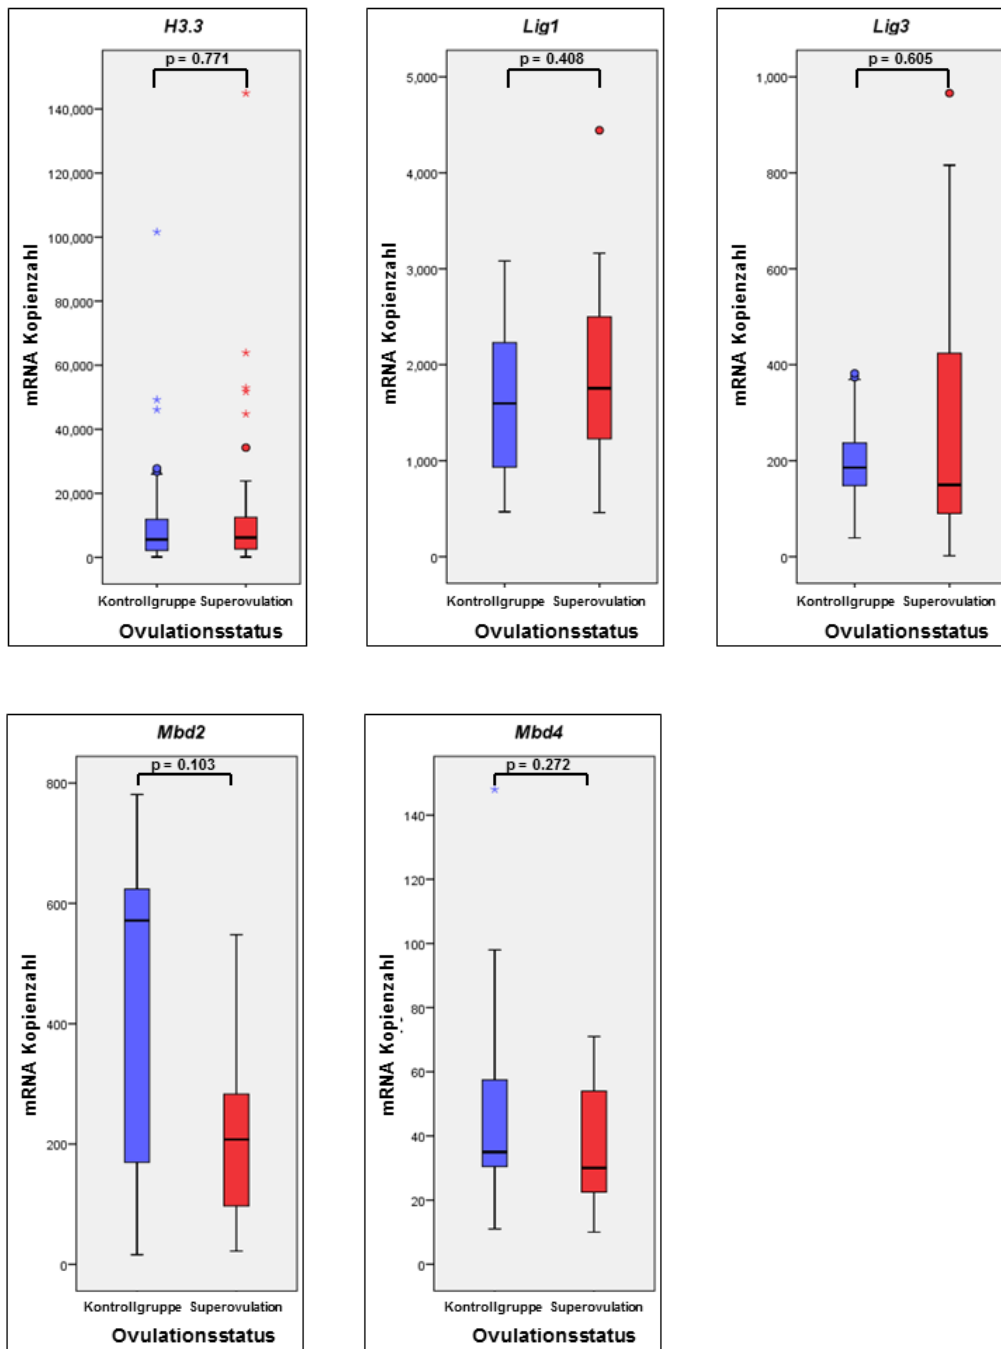 H3.3
p = 0.771
140,000
120,000
100,000
80,000
60,000
40,000
20,000
0
mRNA Kopienzahl
Kontrollgruppe Superovulation
Ovulationsstatus
Lig1
p = 0.408
5,000
4,000
3,000
2,000
1,000
0
mRNA Kopienzahl
Kontrollgruppe Superovulation
Ovulationsstatus
Lig3
p = 0.605
1,000
800
600
400
200
0
mRNA Kopienzahl
Kontrollgruppe Superovulation
Ovulationsstatus
Mbd2
p = 0.103
800
600
400
200
0
mRNA Kopienzahl
Kontrollgruppe Superovulation
Ovulationsstatus
Mbd4
p = 0.272
140
120
100
80
60
40
20
0
mRNA Kopienzahl
Kontrollgruppe Superovulation
Ovulationsstatus